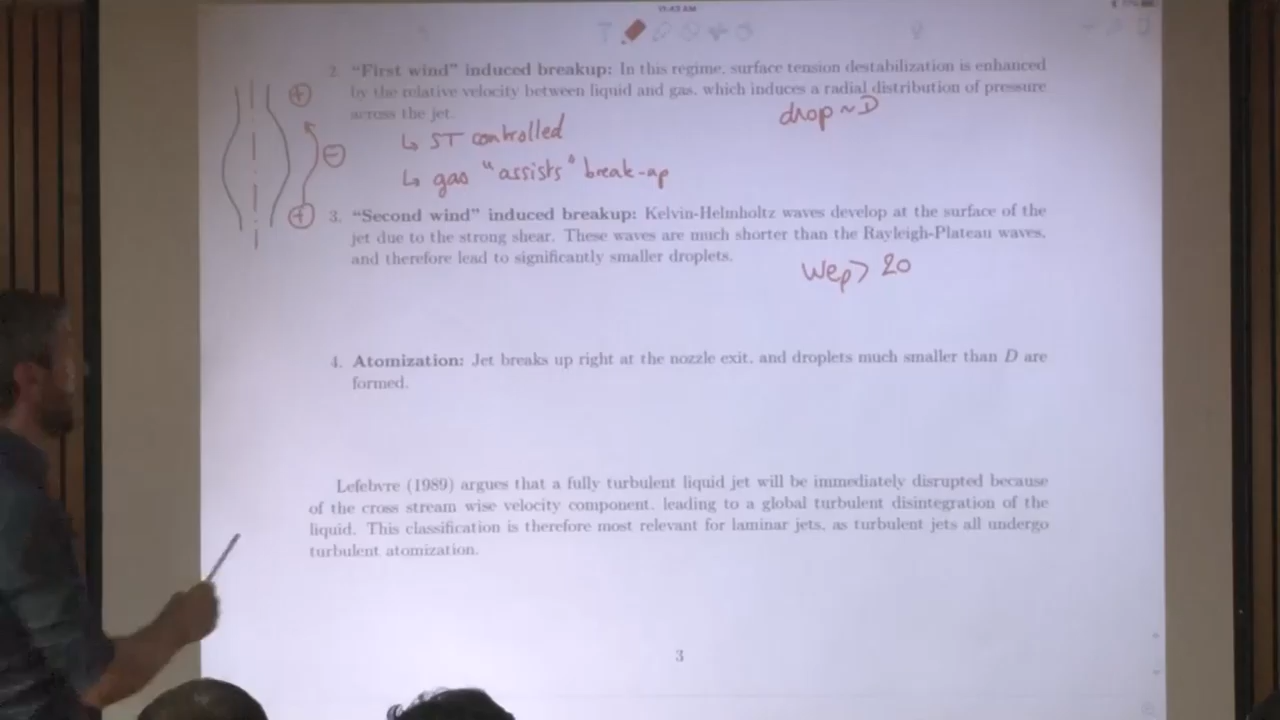 11:43 AM
2. "First wind" induced breakup: In this regime, surface tension destabilization is enhanced
by the relative velocity between liquid and gas, which induces a radial distribution of pressure
across the jet.
drop ~ D
↳ ST controlled
↳ gas "assists" break-up
+
-
+
3. "Second wind" induced breakup: Kelvin-Helmholtz waves develop at the surface of the
jet due to the strong shear. These waves are much shorter than the Rayleigh-Plateau waves,
and therefore lead to significantly smaller droplets.
We_D > 20
4. Atomization: Jet breaks up right at the nozzle exit, and droplets much smaller than D are
formed.
Lefebvre (1989) argues that a fully turbulent liquid jet will be immediately disrupted because
of the cross stream wise velocity component, leading to a global turbulent disintegration of the
liquid. This classification is therefore most relevant for laminar jets, as turbulent jets all undergo
turbulent atomization.
3